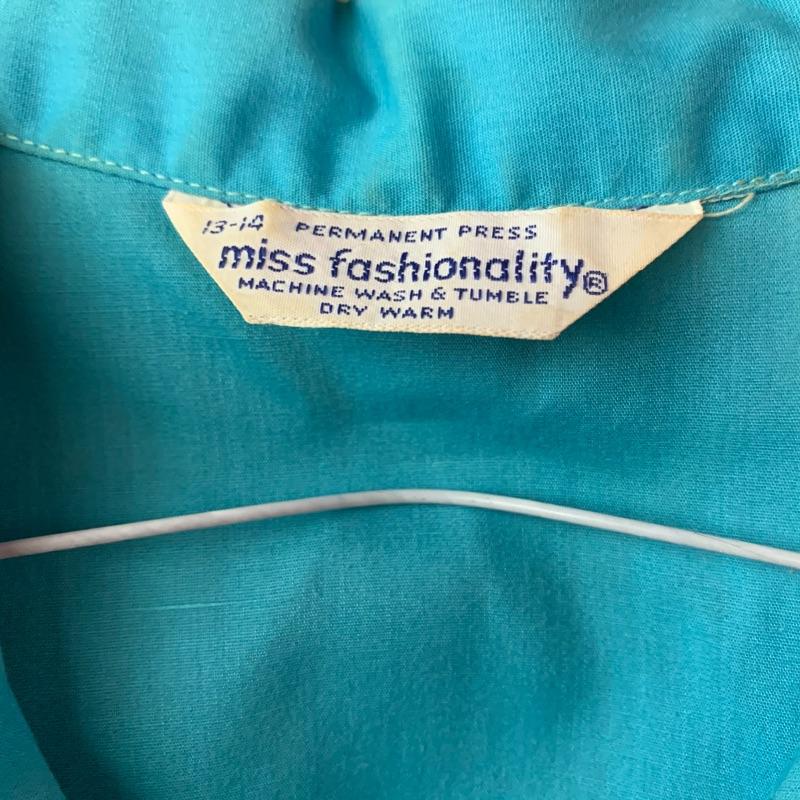 13-14 PERMANENT PRESS
miss fashionality®
MACHINE WASH & TUMBLE
DRY WARM